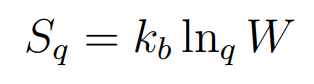 $S_q = k_b \ln_q W$